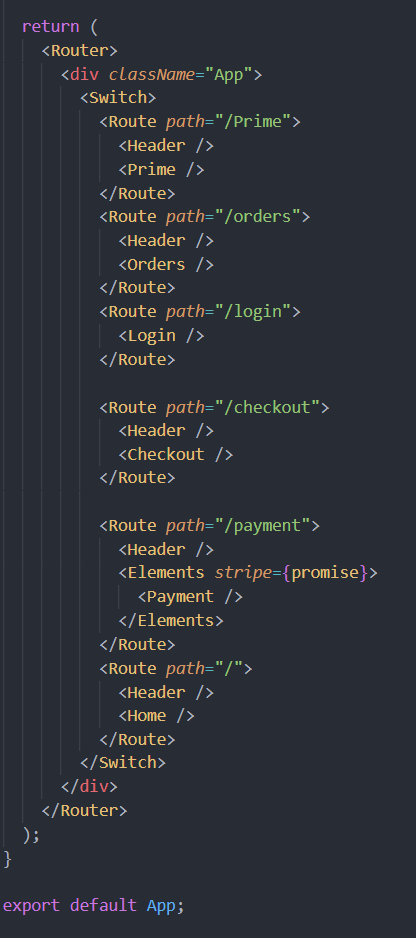 return (
<Router>
<div className="App">
<Switch>
<Route path="/Prime">
<Header />
<Prime />
</Route>
<Route path="/orders">
<Header />
<Orders />
</Route>
<Route path="/login">
<Login />
</Route>
<Route path="/checkout">
<Header />
<Checkout />
</Route>
<Route path="/payment">
<Header />
<Elements stripe={promise}>
<Payment />
</Elements>
</Route>
<Route path="/">
<Header />
<Home />
</Route>
</Switch>
</div>
</Router>
);
}
export default App;